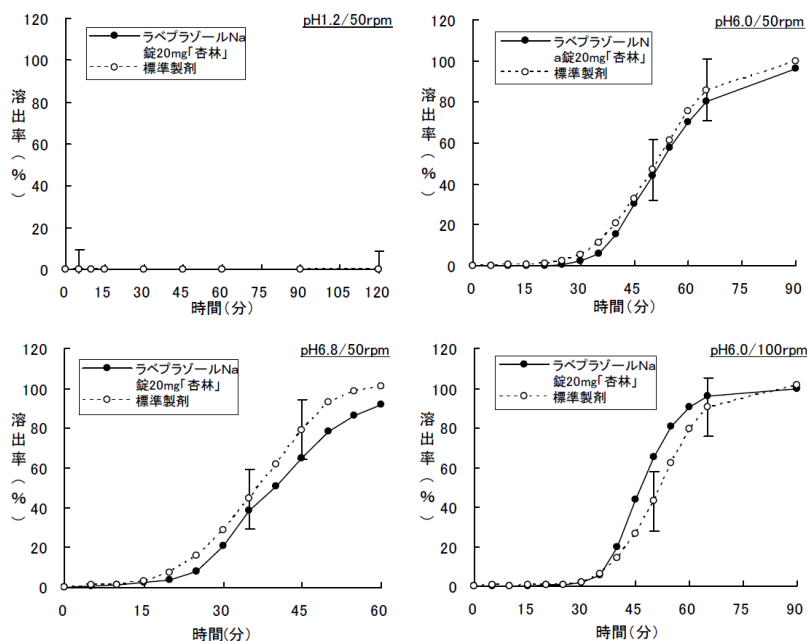 pH1.2/50rpm
120
100
80
60
40
20
0
溶出率(%)
ラベプラゾールNa
錠20mg「杏林」
標準製剤
0 15 30 45 60 75 90 105 120
時間(分)
pH6.0/50rpm
120
100
80
60
40
20
0
溶出率(%)
ラベプラゾールN
a錠20mg「杏林」
標準製剤
0 15 30 45 60 75 90
時間(分)
pH6.8/50rpm
120
100
80
60
40
20
0
溶出率(%)
ラベプラゾールNa
錠20mg「杏林」
標準製剤
0 15 30 45 60
時間(分)
pH6.0/100rpm
120
100
80
60
40
20
0
溶出率(%)
ラベプラゾールNa
錠20mg「杏林」
標準製剤
0 15 30 45 60 75 90
時間(分)